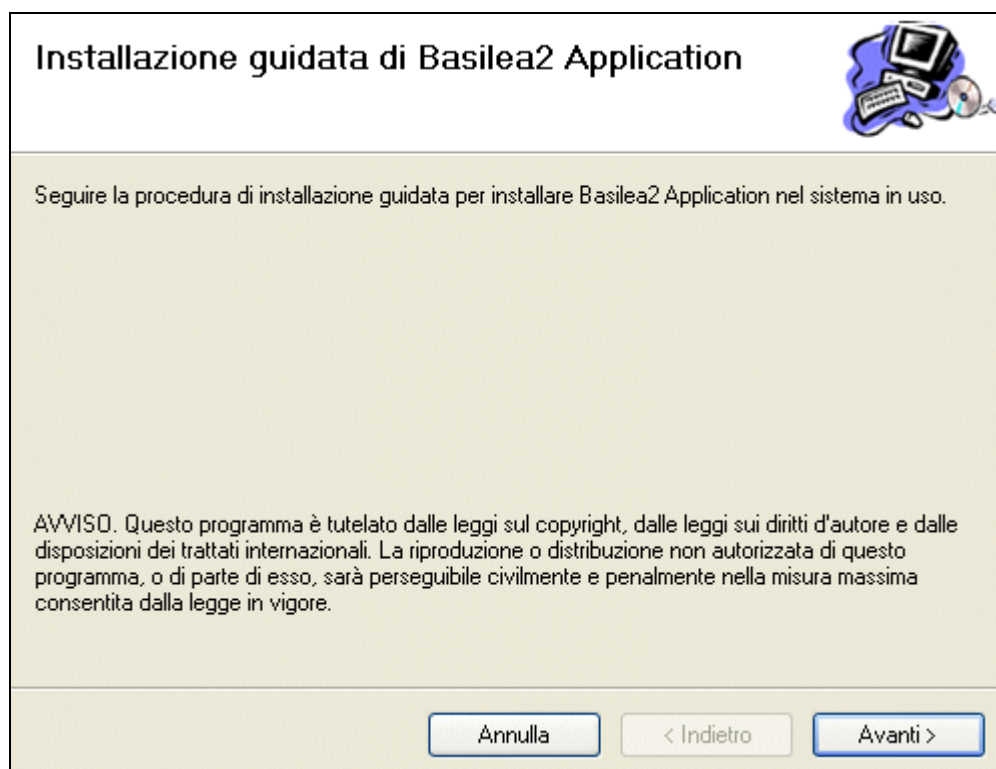 Installazione guidata di Basilea2 Application
Seguire la procedura di installazione guidata per installare Basilea2 Application nel sistema in uso.
AVVISO. Questo programma è tutelato dalle leggi sul copyright, dalle leggi sui diritti d'autore e dalle
disposizioni dei trattati internazionali. La riproduzione o distribuzione non autorizzata di questo
programma, o di parte di esso, sarà perseguibile civilmente e penalmente nella misura massima
consentita dalla legge in vigore.
Annulla
< Indietro
Avanti >